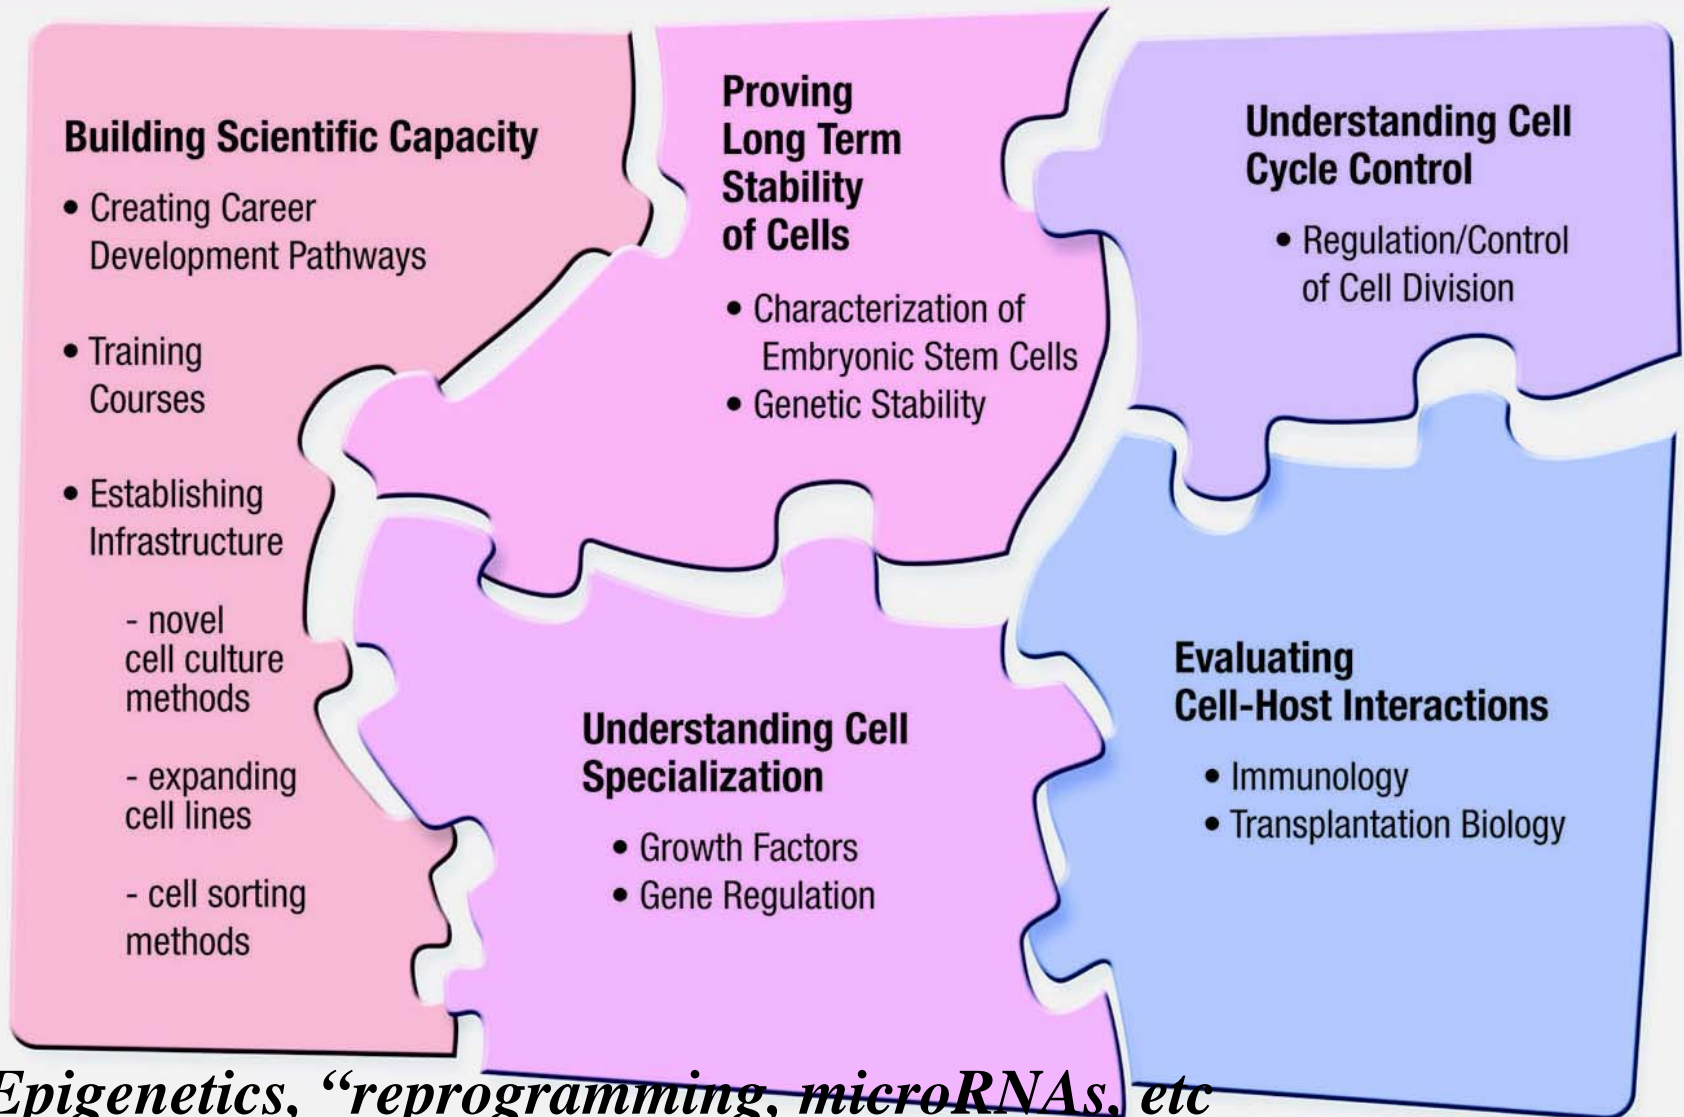 Building Scientific Capacity
• Creating Career
Development Pathways
• Training
Courses
• Establishing
Infrastructure
- novel
cell culture
methods
- expanding
cell lines
- cell sorting
methods
Proving
Long Term
Stability
of Cells
• Characterization of
Embryonic Stem Cells
• Genetic Stability
Understanding Cell
Cycle Control
• Regulation/Control
of Cell Division
Understanding Cell
Specialization
• Growth Factors
• Gene Regulation
Evaluating
Cell-Host Interactions
• Immunology
• Transplantation Biology
Epigenetics, “reprogramming, microRNAs, etc